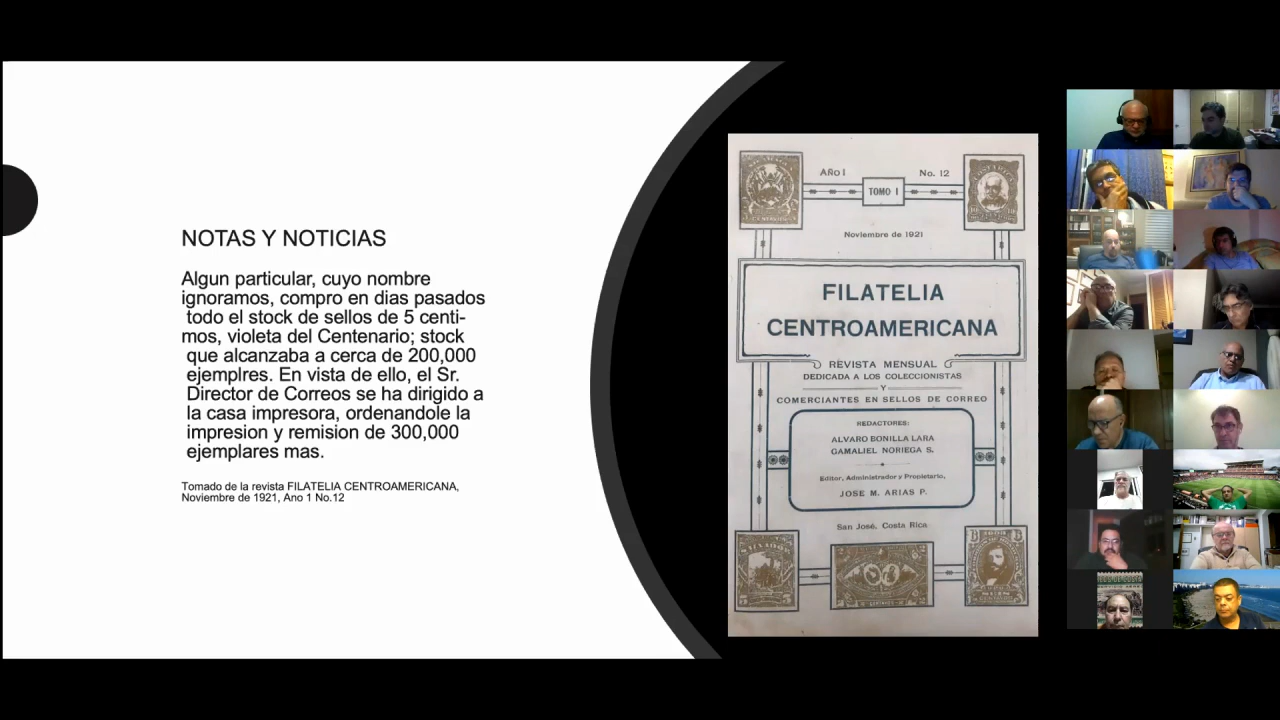 NOTAS Y NOTICIAS
Algun particular, cuyo nombre
ignoramos, compro en dias pasados
todo el stock de sellos de 5 centi-
mos, violeta del Centenario; stock
que alcanzaba a cerca de 200,000
ejemplres. En vista de ello, el Sr.
Director de Correos se ha dirigido a
la casa impresora, ordenandole la
impresion y remision de 300,000
ejemplares mas.
Tomado de la revista FILATELIA CENTROAMERICANA,
Noviembre de 1921, Ano 1 No.12
AÑO I
No. 12
TOMO I
Noviembre de 1921
FILATELIA
CENTROAMERICANA
REVISTA MENSUAL
DEDICADA A LOS COLECCIONISTAS
Y
COMERCIANTES EN SELLOS DE CORREO
REDACTORES:
ALVARO BONILLA LARA
GAMALIEL NORIEGA S.
Editor, Administrador y Propietario,
JOSE M. ARIAS P.
San José, Costa Rica